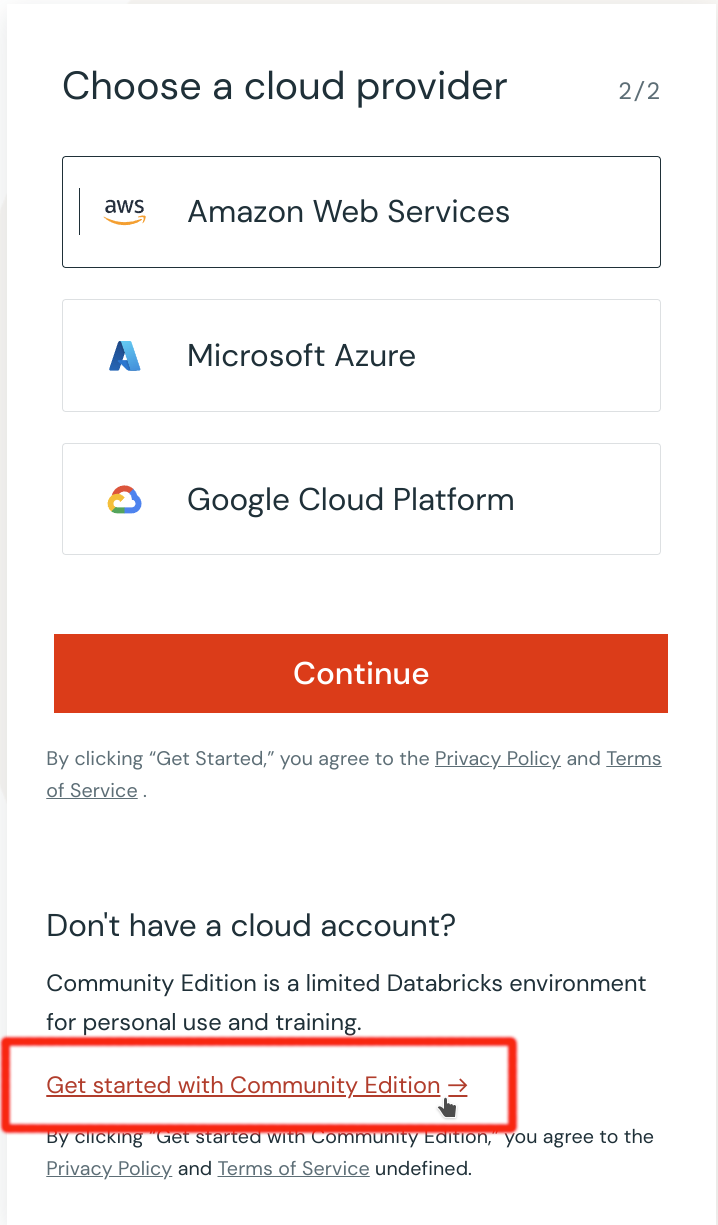 Choose a cloud provider
2/2
aws
Amazon Web Services
Microsoft Azure
Google Cloud Platform
Continue
By clicking “Get Started,” you agree to the Privacy Policy and Terms
of Service .
Don't have a cloud account?
Community Edition is a limited Databricks environment
for personal use and training.
Get started with Community Edition →
By clicking “Get started with Community Edition,” you agree to the
Privacy Policy and Terms of Service undefined.